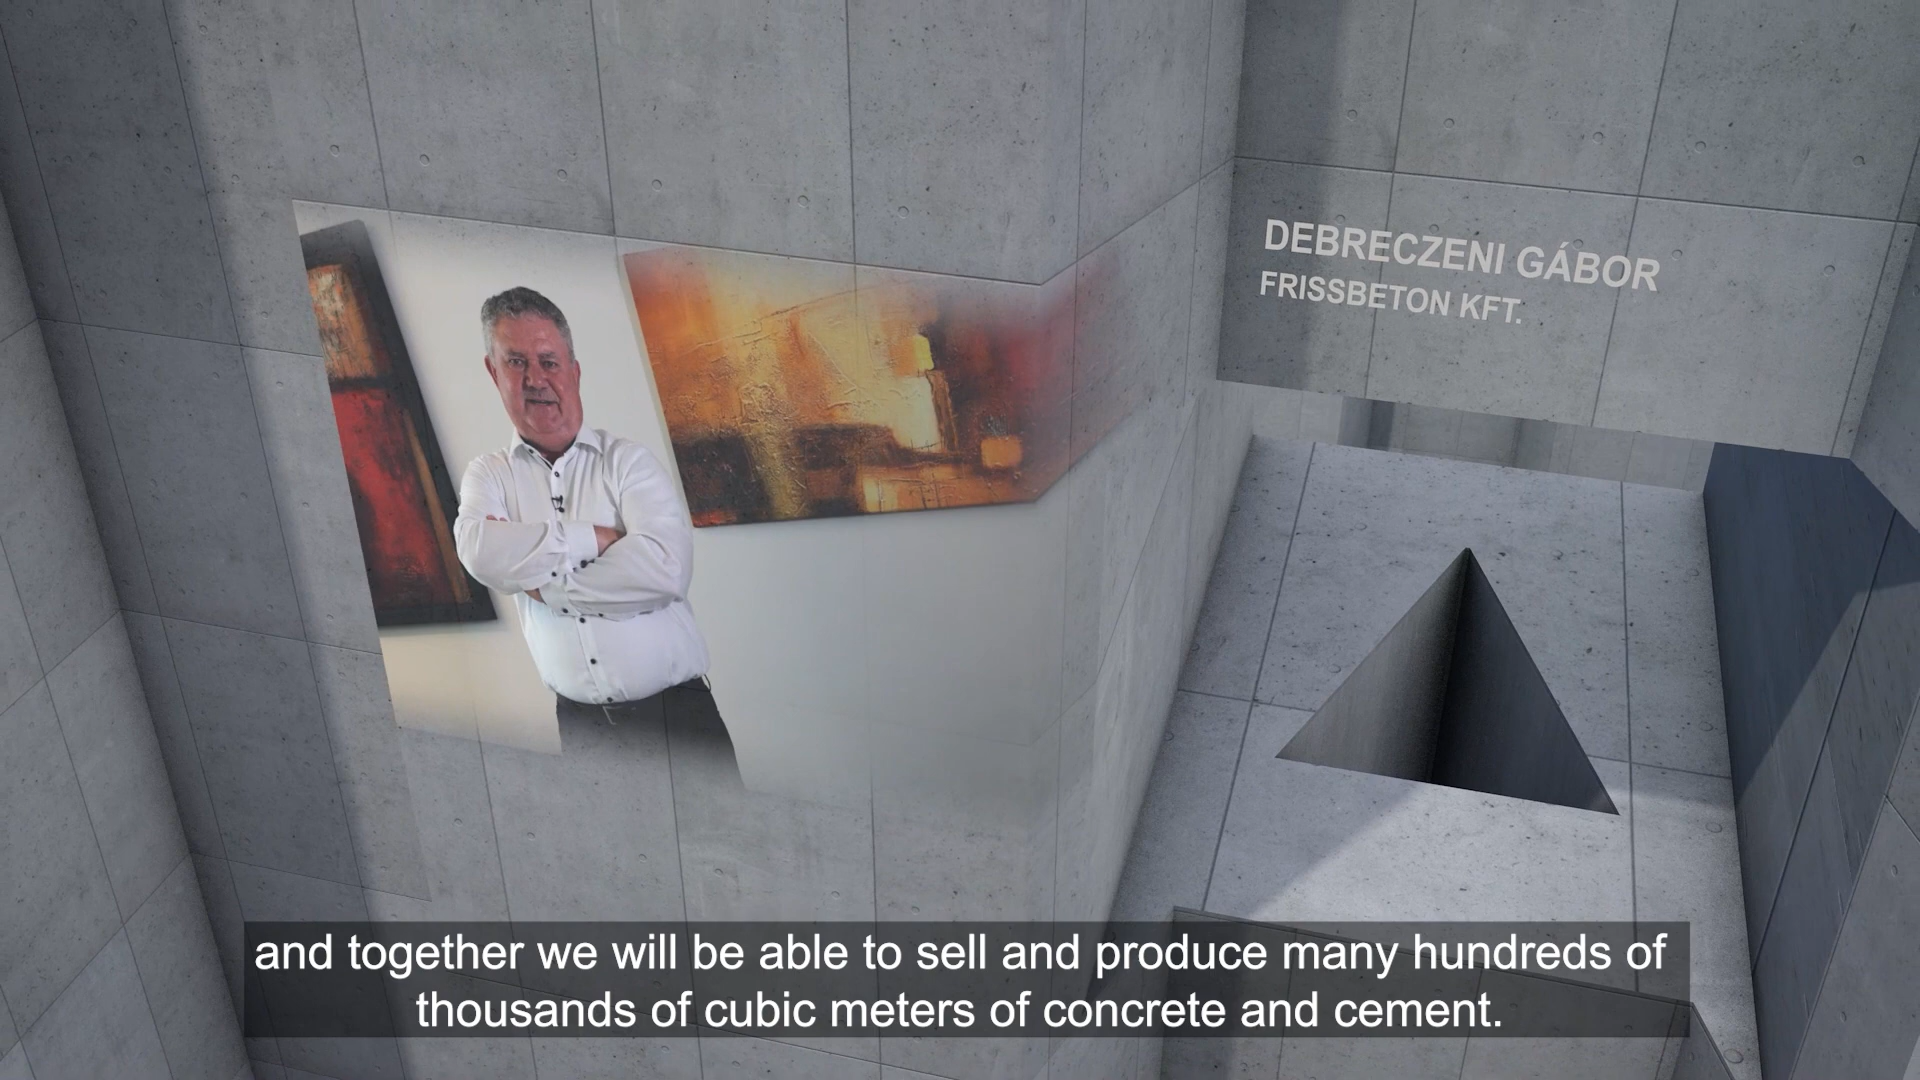 DEBRECZENI GÁBOR
FRISSBETON KFT.
and together we will be able to sell and produce many hundreds of
thousands of cubic meters of concrete and cement.